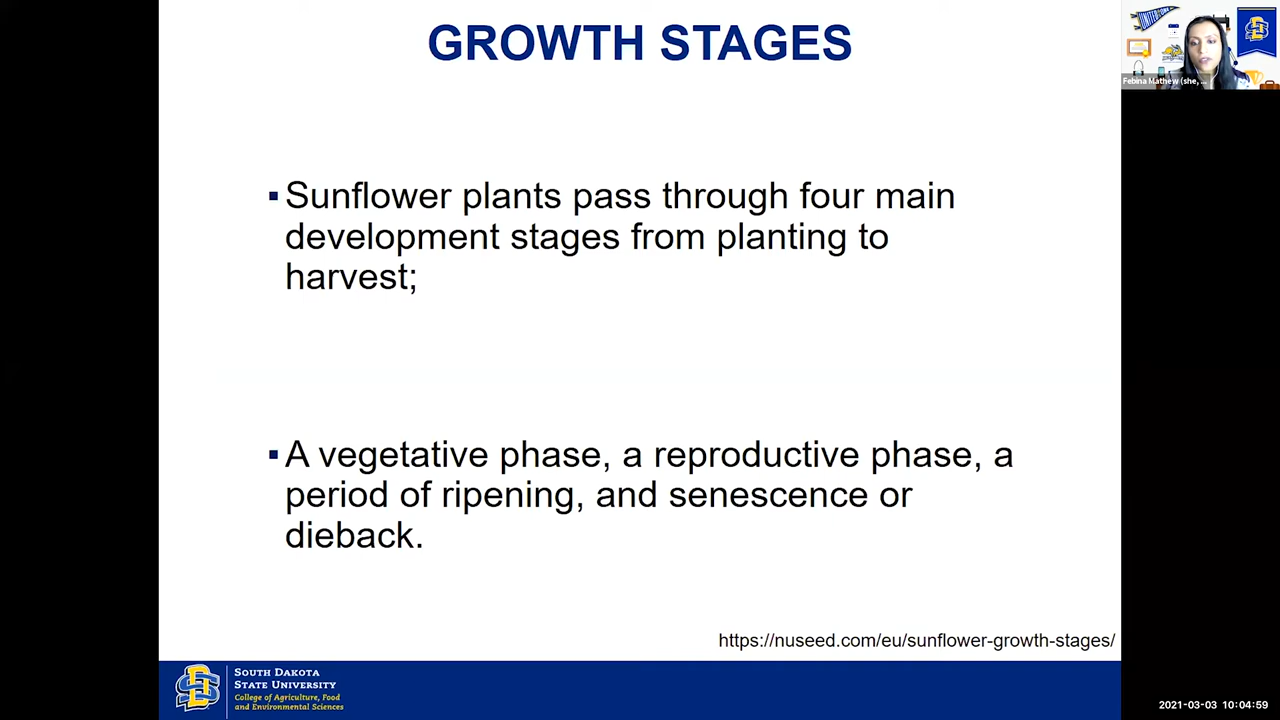 GROWTH STAGES
▪Sunflower plants pass through four main
development stages from planting to
harvest;
▪A vegetative phase, a reproductive phase, a
period of ripening, and senescence or
dieback.
https://nuseed.com/eu/sunflower-growth-stages/
SOUTH DAKOTA
STATE UNIVERSITY
College of Agriculture, Food
and Environmental Sciences
Febina Mathew (she, ...
2021-03-03 10:04:59